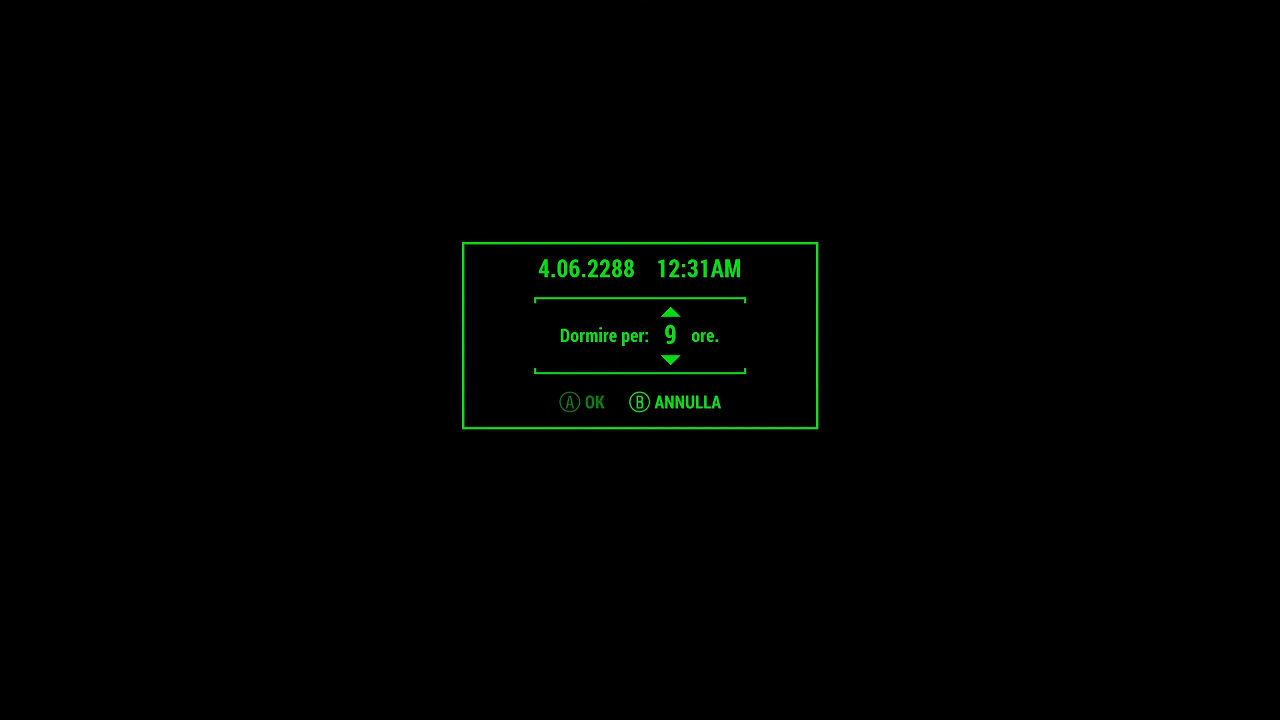 4.06.2288 12:31AM
Dormire per: 9 ore.
Ⓐ OK Ⓑ ANNULLA